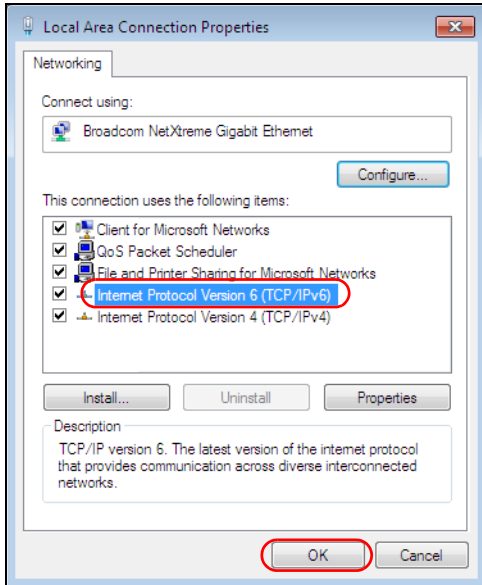 Local Area Connection Properties
Networking
Connect using:
Broadcom NetXtreme Gigabit Ethernet
Configure...
This connection uses the following items:
Client for Microsoft Networks
QoS Packet Scheduler
File and Printer Sharing for Microsoft Networks
Internet Protocol Version 6 (TCP/IPv6)
Internet Protocol Version 4 (TCP/IPv4)
Install... Uninstall Properties
Description
TCP/IP version 6. The latest version of the internet protocol
that provides communication across diverse interconnected
networks.
OK Cancel